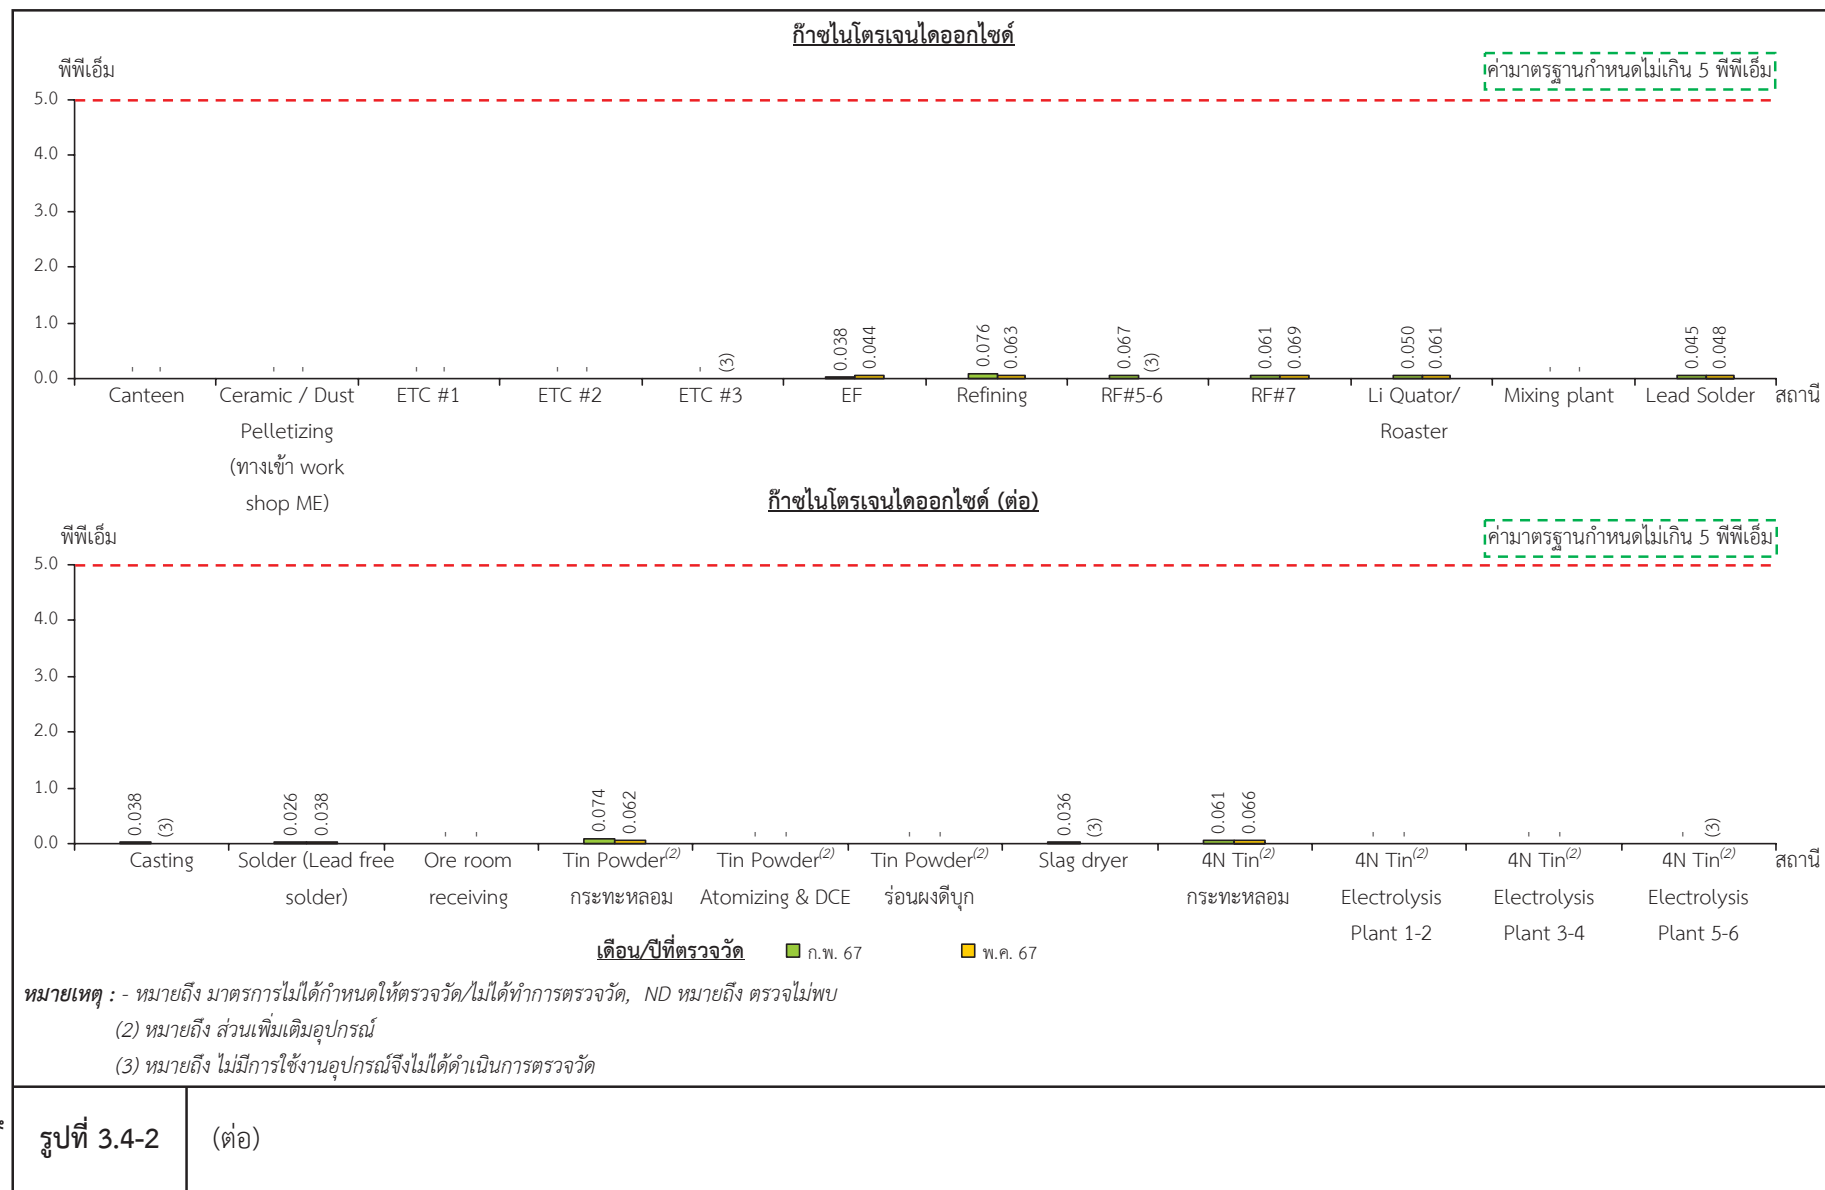 ก๊าซไนโตรเจนไดออกไซด์
พีพีเอ็ม
ค่ามาตรฐานกำหนดไม่เกิน 5 พีพีเอ็ม
5.0
4.0
3.0
2.0
1.0
0.0
- - - - - - - - - (3) 0.038 0.044 0.076 0.063 0.067 (3) 0.061 0.069 0.050 0.061 - - 0.045 0.048
Canteen Ceramic / Dust ETC #1 ETC #2 ETC #3 EF Refining RF#5-6 RF#7 Li Quator/ Mixing plant Lead Solder สถานี
Pelletizing Roaster
(ทางเข้า work
shop ME)
ก๊าซไนโตรเจนไดออกไซด์ (ต่อ)
พีพีเอ็ม
ค่ามาตรฐานกำหนดไม่เกิน 5 พีพีเอ็ม
5.0
4.0
3.0
2.0
1.0
0.0
0.038 (3) 0.026 0.038 - - 0.074 0.062 - - - - 0.036 (3) 0.061 0.066 - - - - - (3)
Casting Solder (Lead free Ore room Tin Powder(2) Tin Powder(2) Tin Powder(2) Slag dryer 4N Tin(2) 4N Tin(2) 4N Tin(2) 4N Tin(2) สถานี
solder) receiving กระทะหลอม Atomizing & DCE ร่อนผงดีบุก กระทะหลอม Electrolysis Electrolysis Electrolysis
Plant 1-2 Plant 3-4 Plant 5-6
เดือน/ปีที่ตรวจวัด ก.พ. 67 พ.ค. 67
หมายเหตุ : - หมายถึง มาตรการไม่ได้กำหนดให้ตรวจวัด/ไม่ได้ทำการตรวจวัด, ND หมายถึง ตรวจไม่พบ
(2) หมายถึง ส่วนเพิ่มเติมอุปกรณ์
(3) หมายถึง ไม่มีการใช้งานอุปกรณ์จึงไม่ได้ดำเนินการตรวจวัด
รูปที่ 3.4-2 (ต่อ)